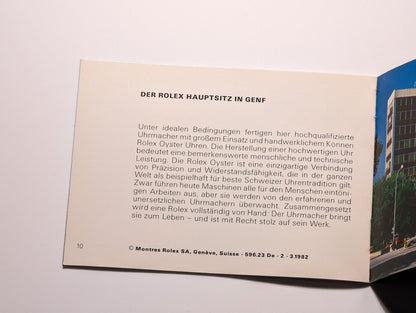 DER ROLEX HAUPTSITZ IN GENF
Unter idealen Bedingungen fertigen hier hochqualifizierte
Uhrmacher mit großem Einsatz und handwerklichem Können
Rolex Oyster Uhren. Die Herstellung einer hochwertigen Uhr
bedeutet eine bemerkenswerte menschliche und technische
Leistung. Die Rolex Oyster ist eine einzigartige Verbindung
von Präzision und Widerstandsfähigkeit, die in der ganzen
Welt als beispielhaft für beste Schweizer Uhrentradition gilt.
Zwar führen heute Maschinen alle für den Menschen eintöni-
gen Arbeiten aus, aber sie werden von den erfahrenen und
unersetzlichen Uhrmachern überwacht. Zusammengesetzt
wird eine Rolex vollständig von Hand: Der Uhrmacher bringt
sie zum Leben – und ist mit Recht stolz auf sein Werk.
10
© Montres Rolex SA, Genève, Suisse - 596.23 De - 2 - 3.1982